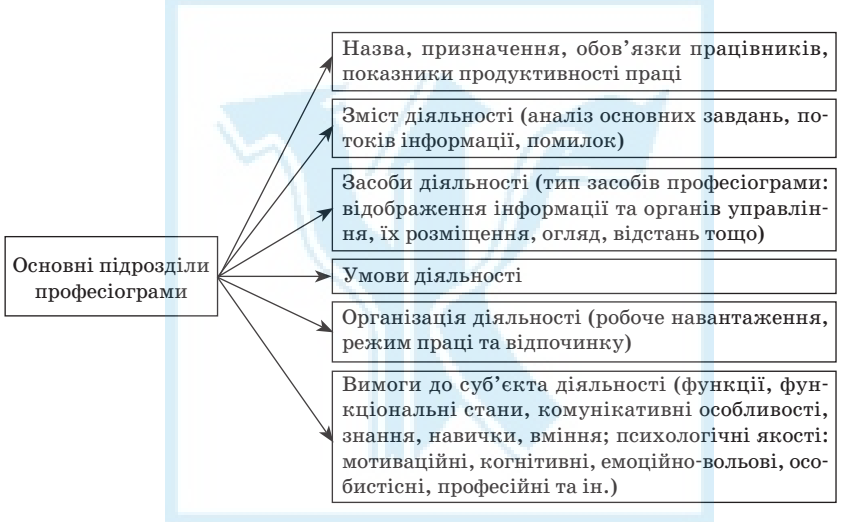 Назва, призначення, обов’язки працівників,
показники продуктивності праці
Зміст діяльності (аналіз основних завдань, по-
токів інформації, помилок)
Засоби діяльності (тип засобів професіограми:
відображення інформації та органів управлін-
ня, їх розміщення, огляд, відстань тощо)
Основні підрозділи
професіограми
Умови діяльності
Організація діяльності (робоче навантаження,
режим праці та відпочинку)
Вимоги до суб’єкта діяльності (функції, фун-
кціональні стани, комунікативні особливості,
знання, навички, вміння; психологічні якості:
мотиваційні, когнітивні, емоційно-вольові, осо-
бистісні, професійні та ін.)